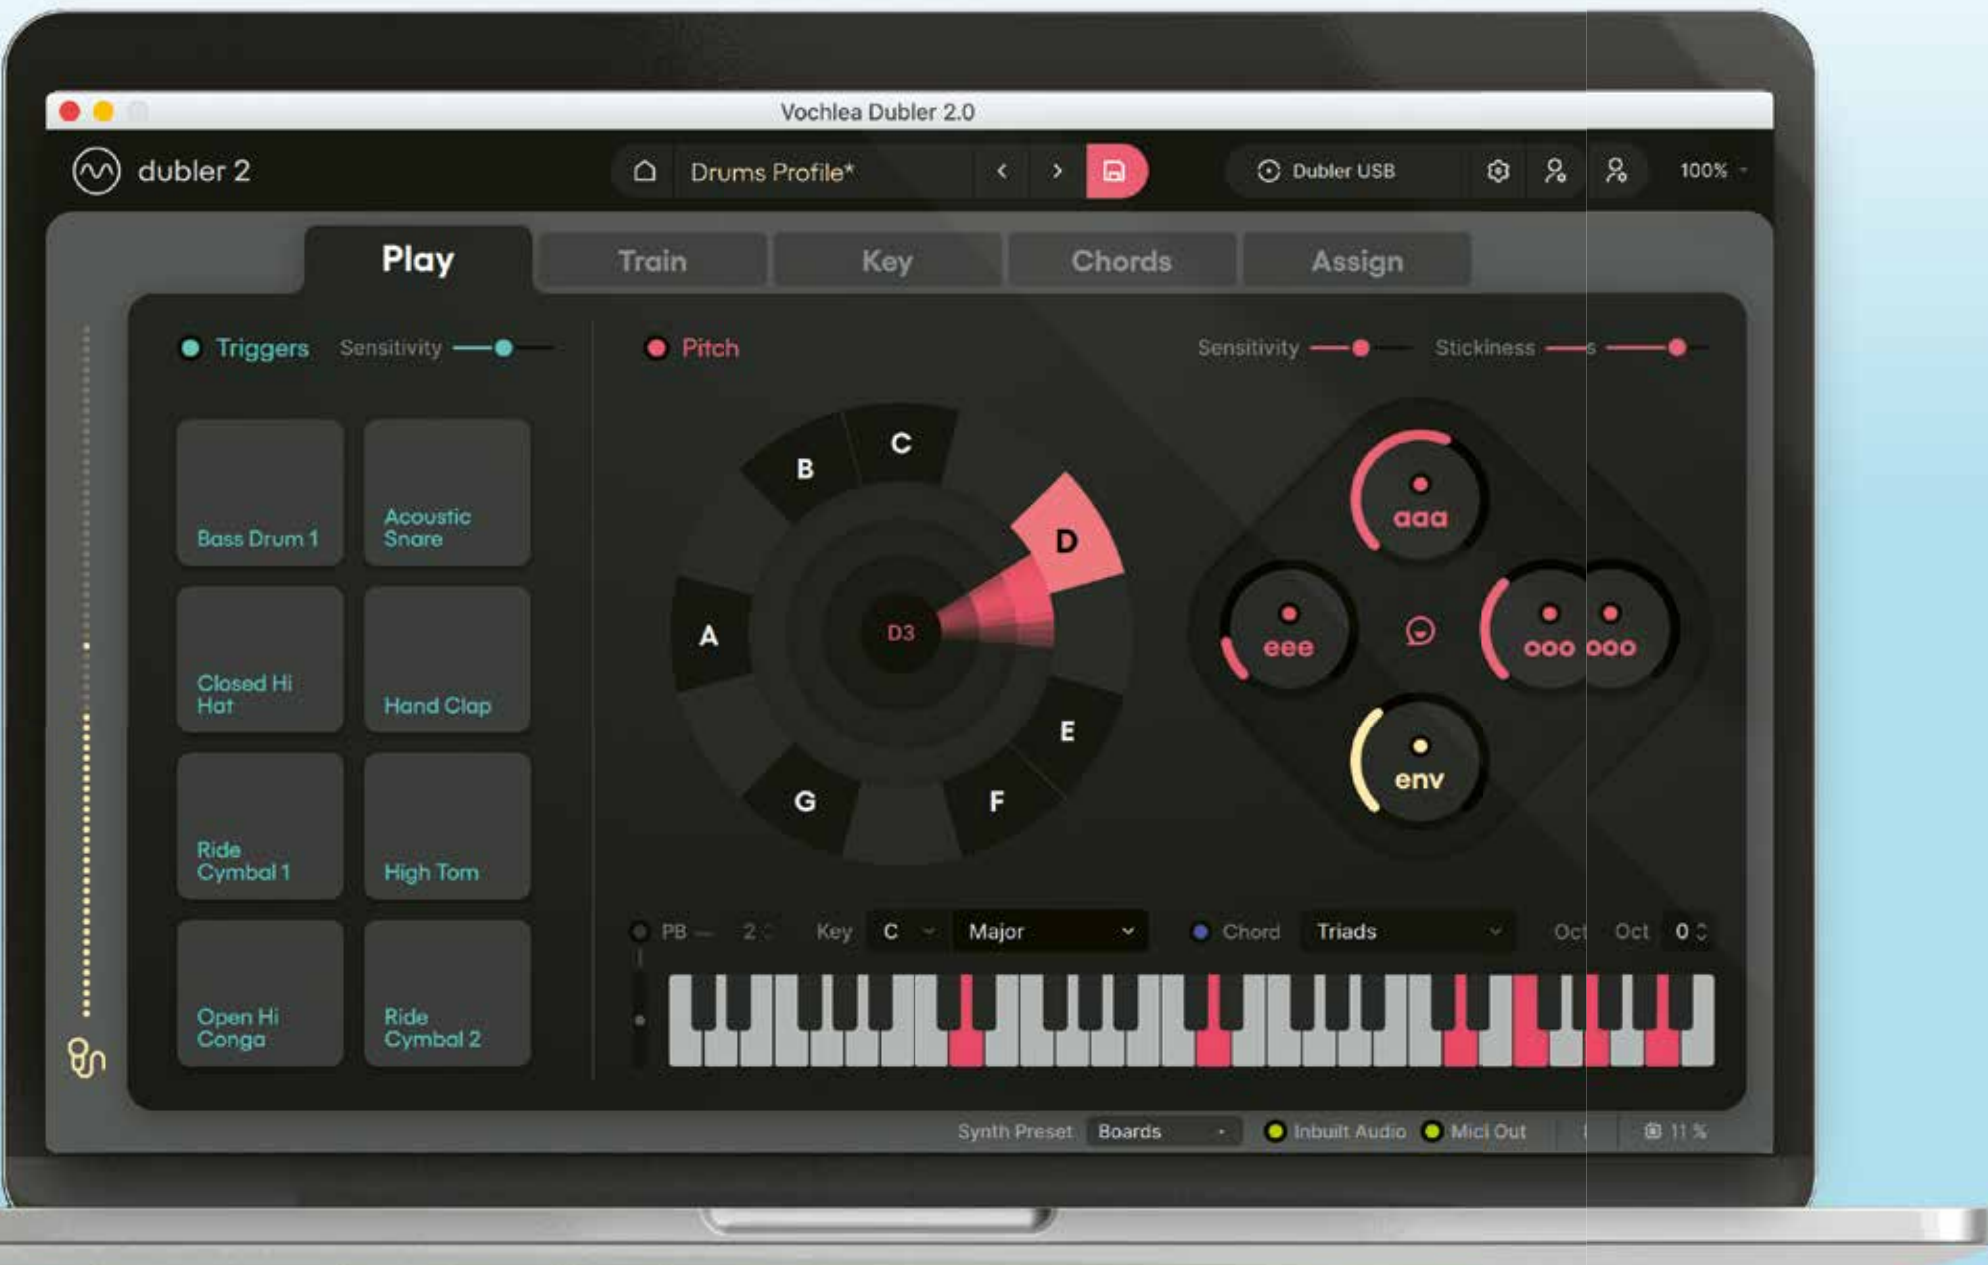 Vochlea Dubler 2.0
dubler 2
Drums Profile*
Dubler USB
100%
Play
Train
Key
Chords
Assign
Triggers
Sensitivity
Pitch
Sensitivity
Stickiness
s
Bass Drum 1
Acoustic
Snare
Closed Hi
Hat
Hand Clap
Ride
Cymbal 1
High Tom
Open Hi
Conga
Ride
Cymbal 2
C
B
D
A
D3
E
G
F
aaa
eee
ooo
ooo
env
PB
2
Key
C
Major
Chord
Triads
Oct
Oct
0
Synth Preset
Boards
Inbuilt Audio
Midi Out
11 %